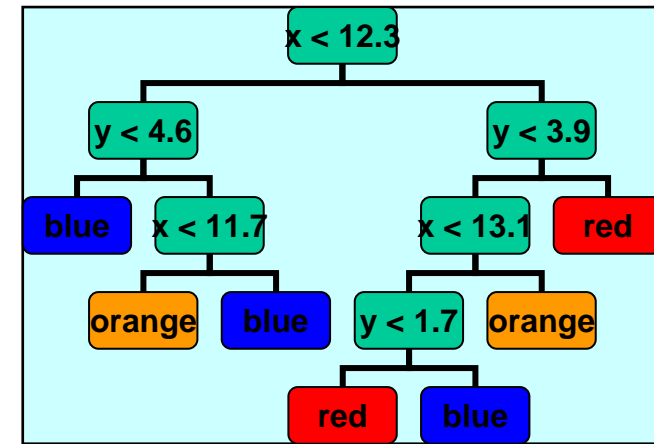 x < 12.3
y < 4.6
y < 3.9
blue
x < 11.7
x < 13.1
red
orange
blue
y < 1.7
orange
red
blue